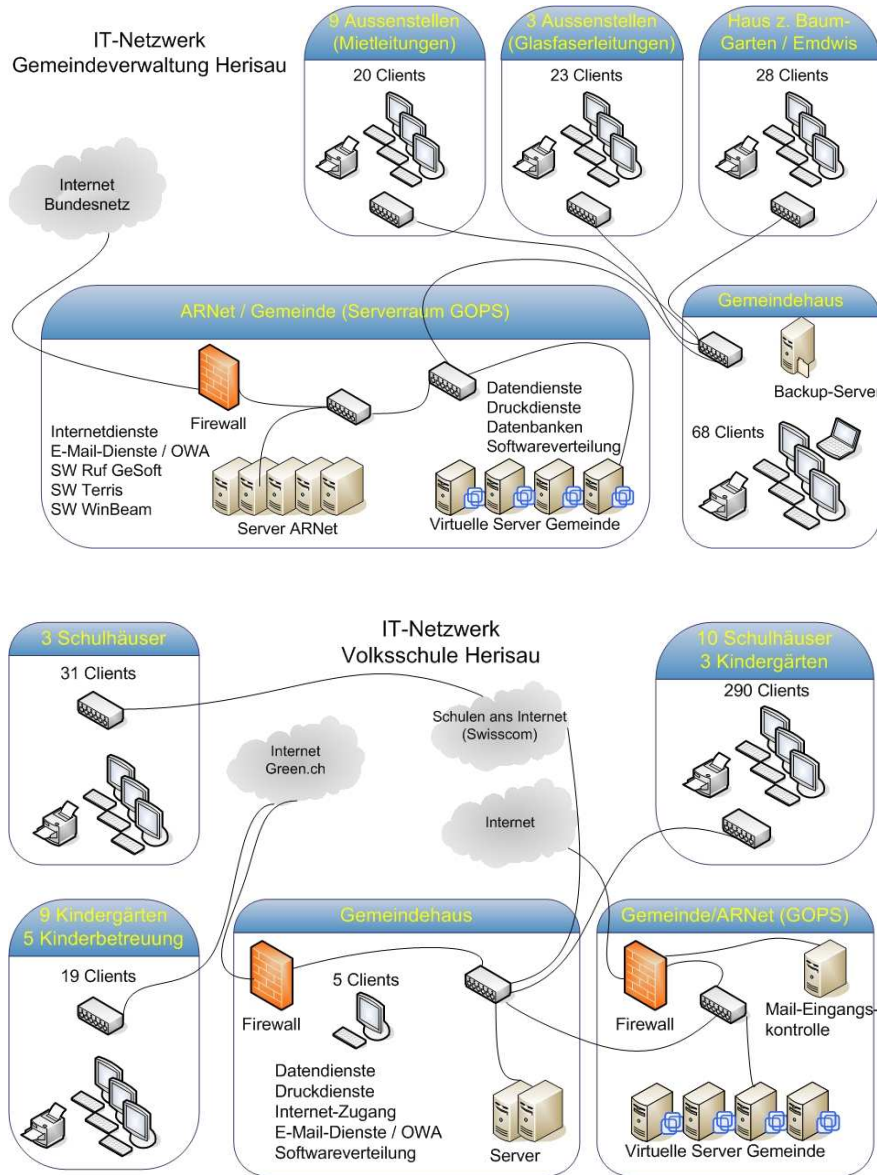 IT-Netzwerk
Gemeindeverwaltung Herisau
9 Aussenstellen
(Mietleitungen)
20 Clients
3 Aussenstellen
(Glasfaserleitungen)
23 Clients
Haus z. Baum-
Garten / Emdwis
28 Clients
Internet
Bundesnetz
ARNet / Gemeinde (Serverraum GOPS)
Firewall
Internetdienste
E-Mail-Dienste / OWA
SW Ruf GeSoft
SW Terris
SW WinBeam
Server ARNet
Datendienste
Druckdienste
Datenbanken
Softwareverteilung
Virtuelle Server Gemeinde
Gemeindehaus
Backup-Server
68 Clients
IT-Netzwerk
Volksschule Herisau
3 Schulhäuser
31 Clients
Internet
Green.ch
Schulen ans Internet
(Swisscom)
Internet
10 Schulhäuser
3 Kindergärten
290 Clients
9 Kindergärten
5 Kinderbetreuung
19 Clients
Gemeindehaus
Firewall
5 Clients
Datendienste
Druckdienste
Internet-Zugang
E-Mail-Dienste / OWA
Softwareverteilung
Server
Gemeinde/ARNet (GOPS)
Firewall
Mail-Eingangs-
kontrolle
Virtuelle Server Gemeinde